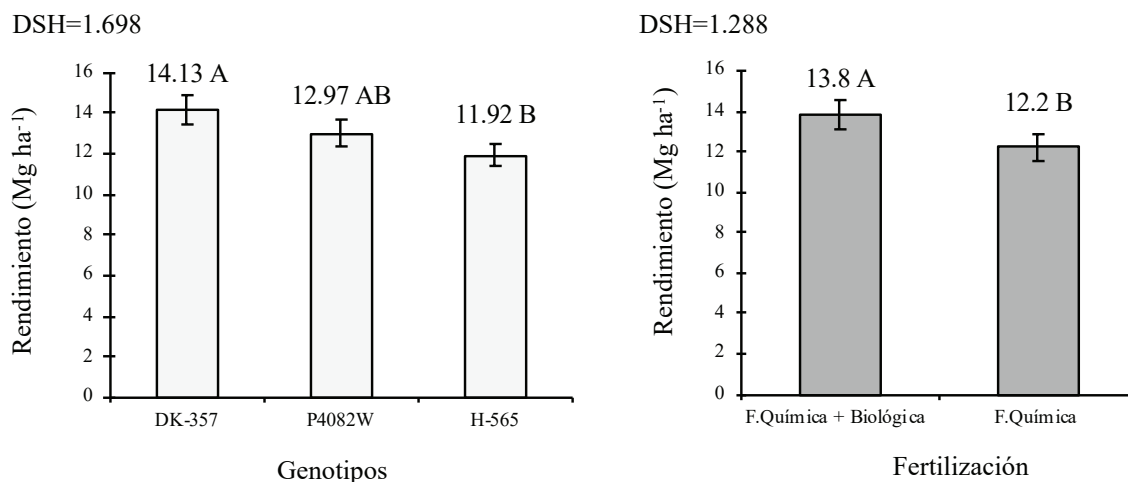 DSH=1.698
Rendimiento (Mg ha-1)
16
14
12
10
8
6
4
2
0
14.13 A
12.97 AB
11.92 B
DK-357
P4082W
H-565
Genotipos
DSH=1.288
Rendimiento (Mg ha-1)
16
14
12
10
8
6
4
2
0
13.8 A
12.2 B
F.Química + Biológica
F.Química
Fertilización